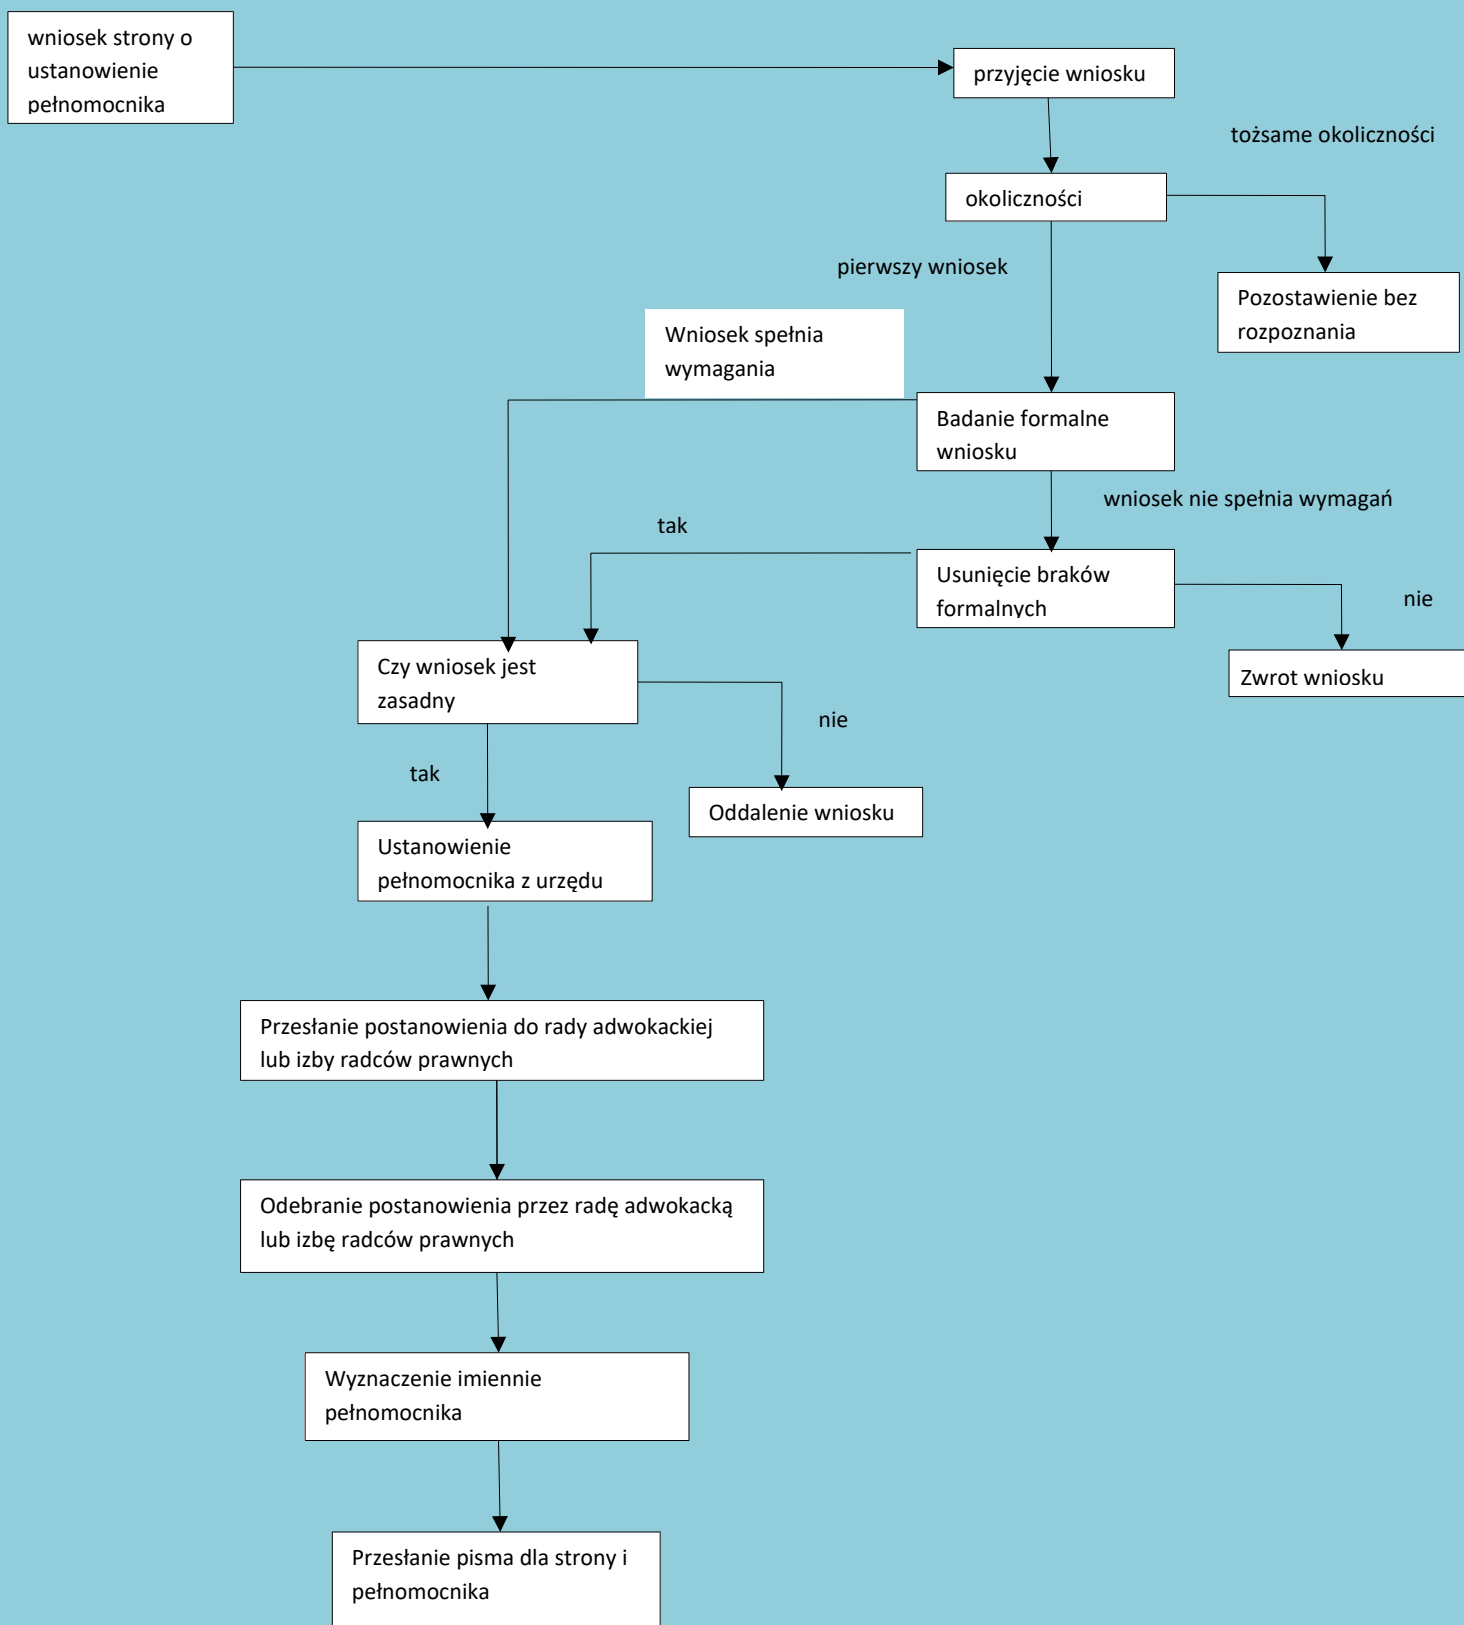 wniosek strony o
ustanowienie
pełnomocnika
przyjęcie wniosku
tożsame okoliczności
okoliczności
pierwszy wniosek
Pozostawienie bez
rozpoznania
Wniosek spełnia
wymagania
Badanie formalne
wniosku
wniosek nie spełnia wymagań
tak
Usunięcie braków
formalnych
nie
Czy wniosek jest
zasadny
Zwrot wniosku
nie
tak
Oddalenie wniosku
Ustanowienie
pełnomocnika z urzędu
Przesłanie postanowienia do rady adwokackiej
lub izby radców prawnych
Odebranie postanowienia przez radę adwokacką
lub izbę radców prawnych
Wyznaczenie imiennie
pełnomocnika
Przesłanie pisma dla strony i
pełnomocnika